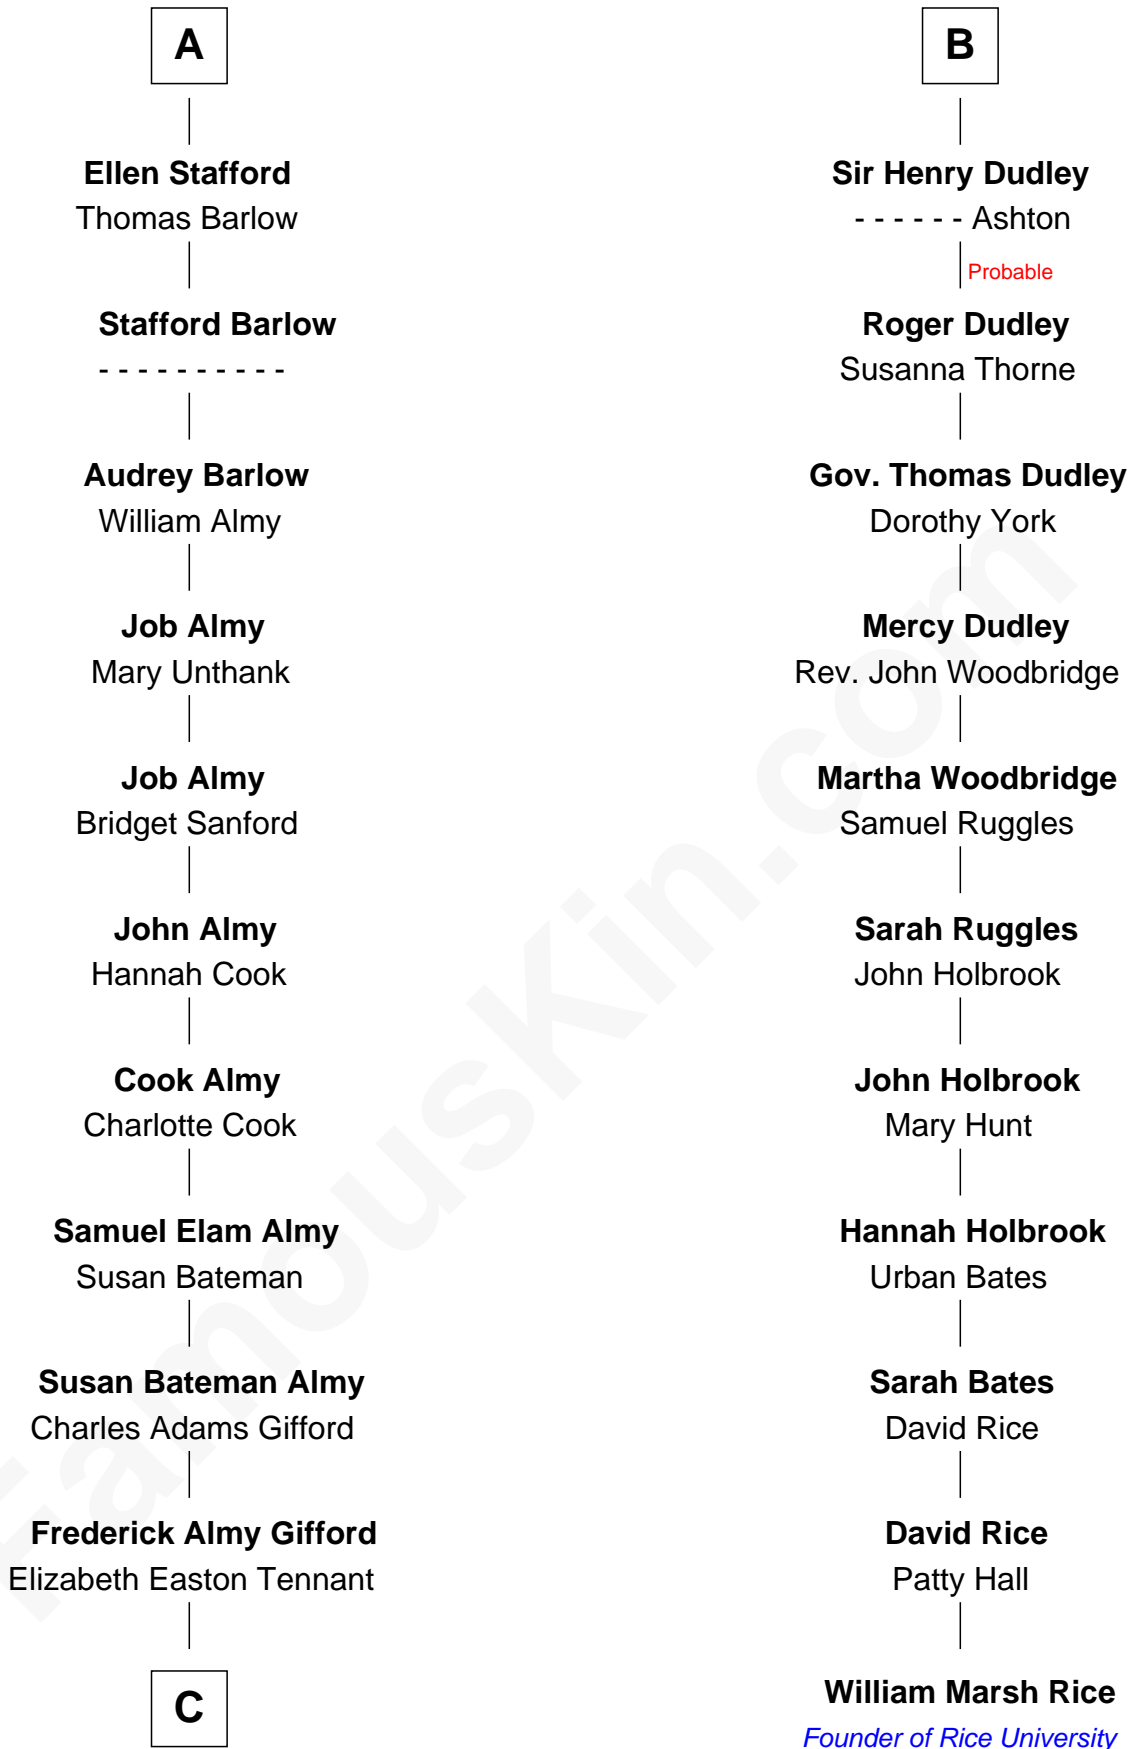 A
Ellen Stafford
Thomas Barlow
Stafford Barlow
- - - - - - - - - -
Audrey Barlow
William Almy
Job Almy
Mary Unthank
Job Almy
Bridget Sanford
John Almy
Hannah Cook
Cook Almy
Charlotte Cook
Samuel Elam Almy
Susan Bateman
Susan Bateman Almy
Charles Adams Gifford
Frederick Almy Gifford
Elizabeth Easton Tennant
C
B
Sir Henry Dudley
- - - - - - Ashton
Probable
Roger Dudley
Susanna Thorne
Gov. Thomas Dudley
Dorothy York
Mercy Dudley
Rev. John Woodbridge
Martha Woodbridge
Samuel Ruggles
Sarah Ruggles
John Holbrook
John Holbrook
Mary Hunt
Hannah Holbrook
Urban Bates
Sarah Bates
David Rice
David Rice
Patty Hall
William Marsh Rice
Founder of Rice University
FamousKin.com